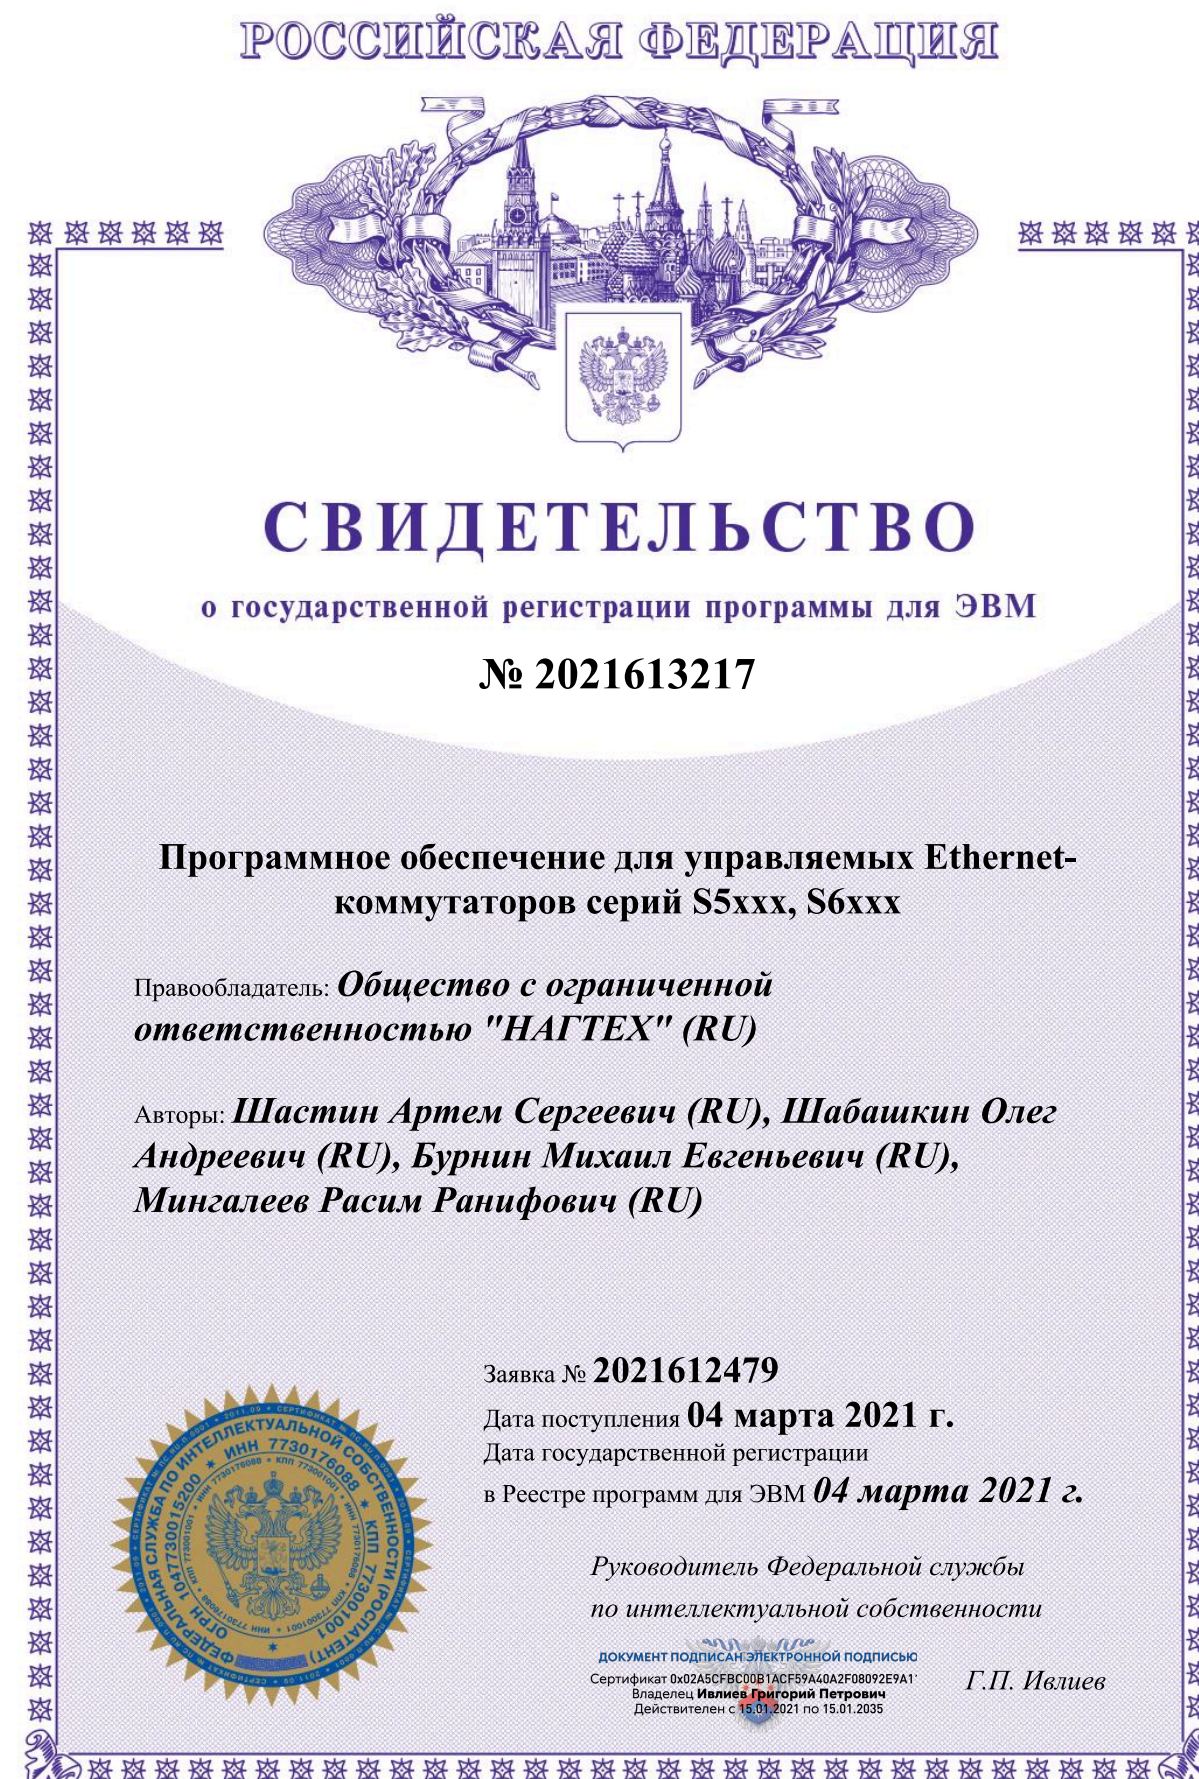 РОССИЙСКАЯ ФЕДЕРАЦИЯ
СВИДЕТЕЛЬСТВО
о государственной регистрации программы для ЭВМ
№ 2021613217
Программное обеспечение для управляемых Ethernet-
коммутаторов серий S5xxx, S6xxx
Правообладатель: Общество с ограниченной
ответственностью "НАГТЕХ" (RU)
Авторы: Шастин Артем Сергеевич (RU), Шабашкин Олег
Андреевич (RU), Бурнин Михаил Евгеньевич (RU),
Мингалеев Расим Ранифович (RU)
Заявка № 2021612479
Дата поступления 04 марта 2021 г.
Дата государственной регистрации
в Реестре программ для ЭВМ 04 марта 2021 г.
Руководитель Федеральной службы
по интеллектуальной собственности
ДОКУМЕНТ ПОДПИСАН ЭЛЕКТРОННОЙ ПОДПИСЬЮ
Сертификат 0x02A5CFBC00B1ACF59A40A2F08092E9A1
Владелец Ивлиев Григорий Петрович
Действителен с 15.01.2021 по 15.01.2035
Г.П. Ивлиев
ФЕДЕРАЛЬНАЯ СЛУЖБА ПО ИНТЕЛЛЕКТУАЛЬНОЙ СОБСТВЕННОСТИ (РОСПАТЕНТ)
ОГРН 1047730015200 * ИНН 7730176088 * КПП 773001001